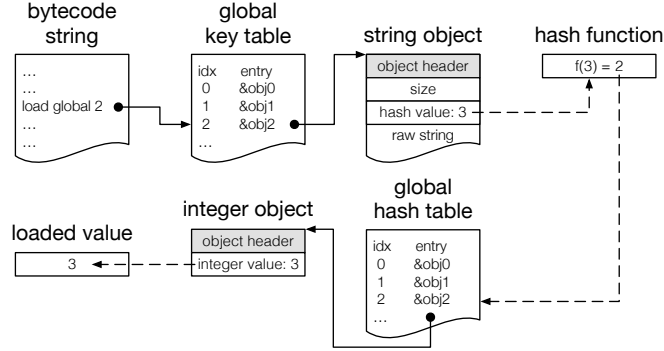 bytecode
string
…
…
load global 2
…
…
global
key table
idx entry
0 &obj0
1 &obj1
2 &obj2
…
string object
object header
size
hash value: 3
raw string
hash function
f(3) = 2
loaded value
3
integer object
object header
integer value: 3
global
hash table
idx entry
0 &obj0
1 &obj1
2 &obj2
…